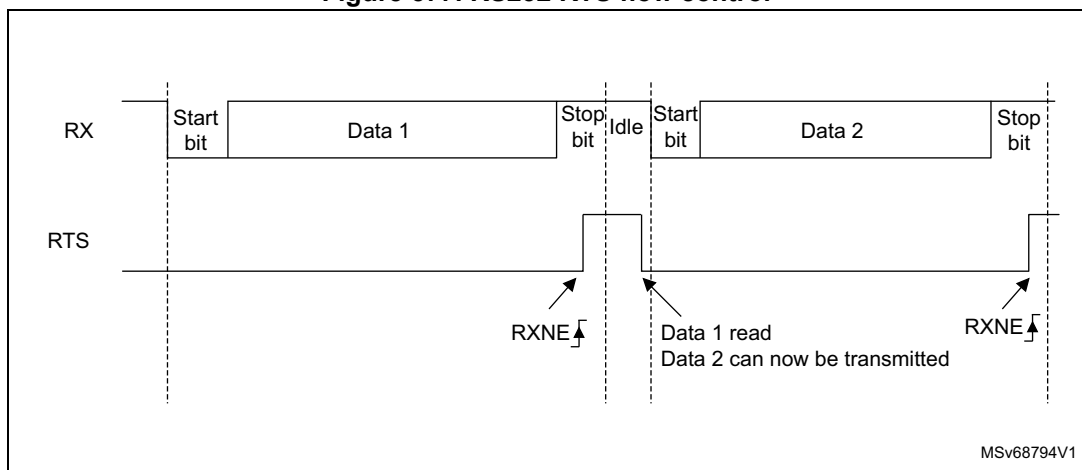 Figure RS232 RTS flow control
RX
Start
bit
Data 1
Stop
bit
Idle
Start
bit
Data 2
Stop
bit
RTS
RXNE
Data 1 read
Data 2 can now be transmitted
RXNE
MSv68794V1